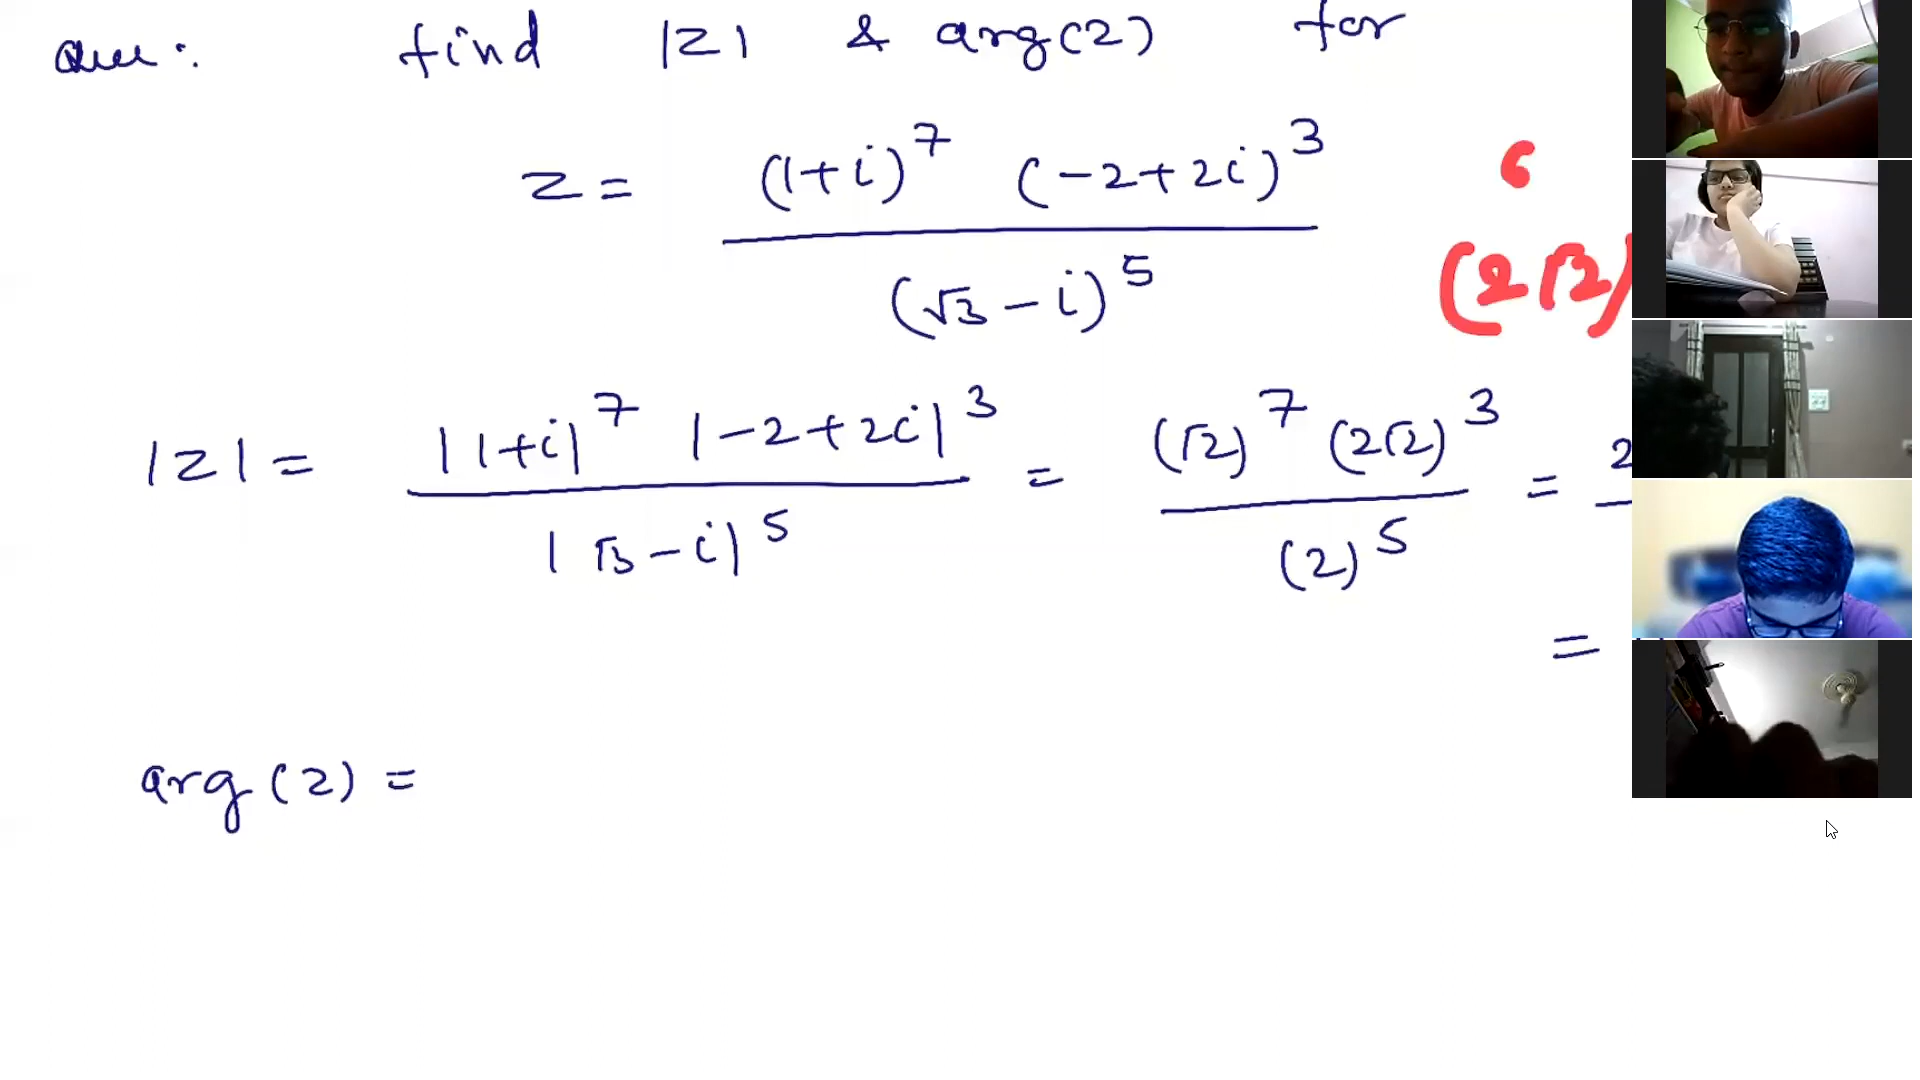 Que: find |z| & arg(z) for
z = (1+i)^7 (-2+2i)^3 / (√3 - i)^5
6
(2√2)
|z| = |1+i|^7 |-2+2i|^3 / |√3 - i|^5 = (√2)^7 (2√2)^3 / (2)^5 = 2
=
arg(z) =